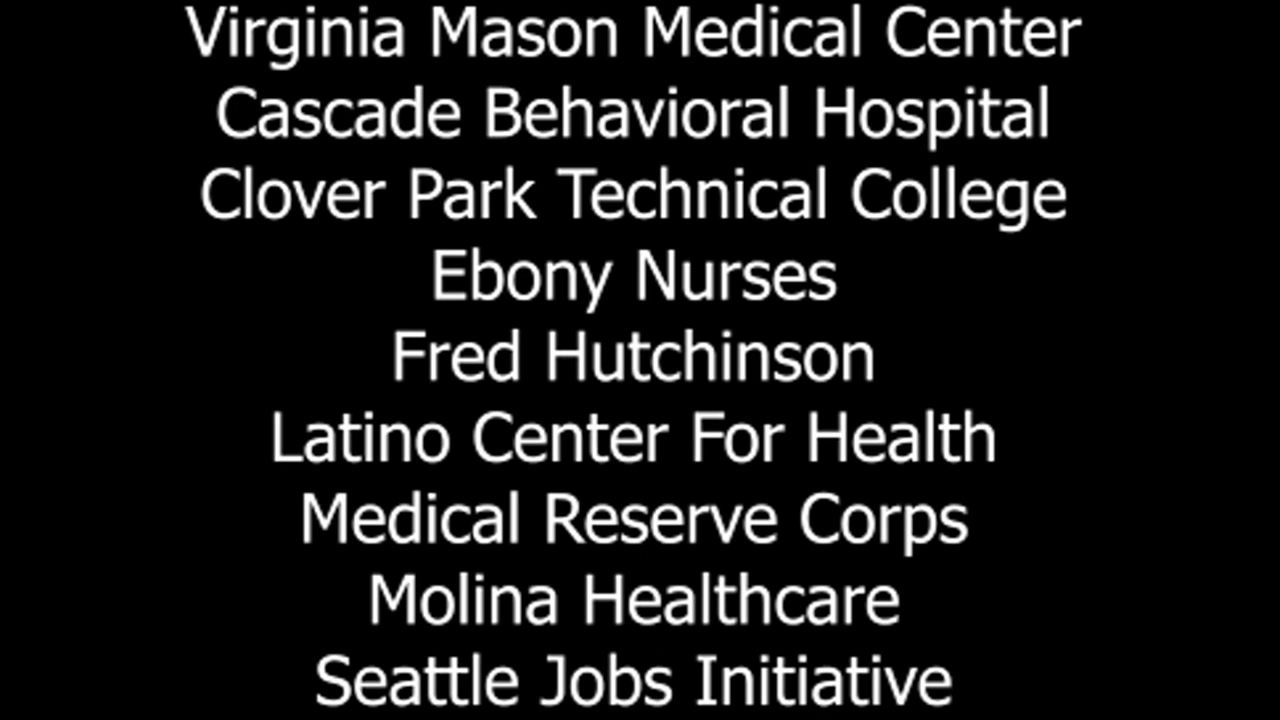 Virginia Mason Medical Center
Cascade Behavioral Hospital
Clover Park Technical College
Ebony Nurses
Fred Hutchinson
Latino Center For Health
Medical Reserve Corps
Molina Healthcare
Seattle Jobs Initiative